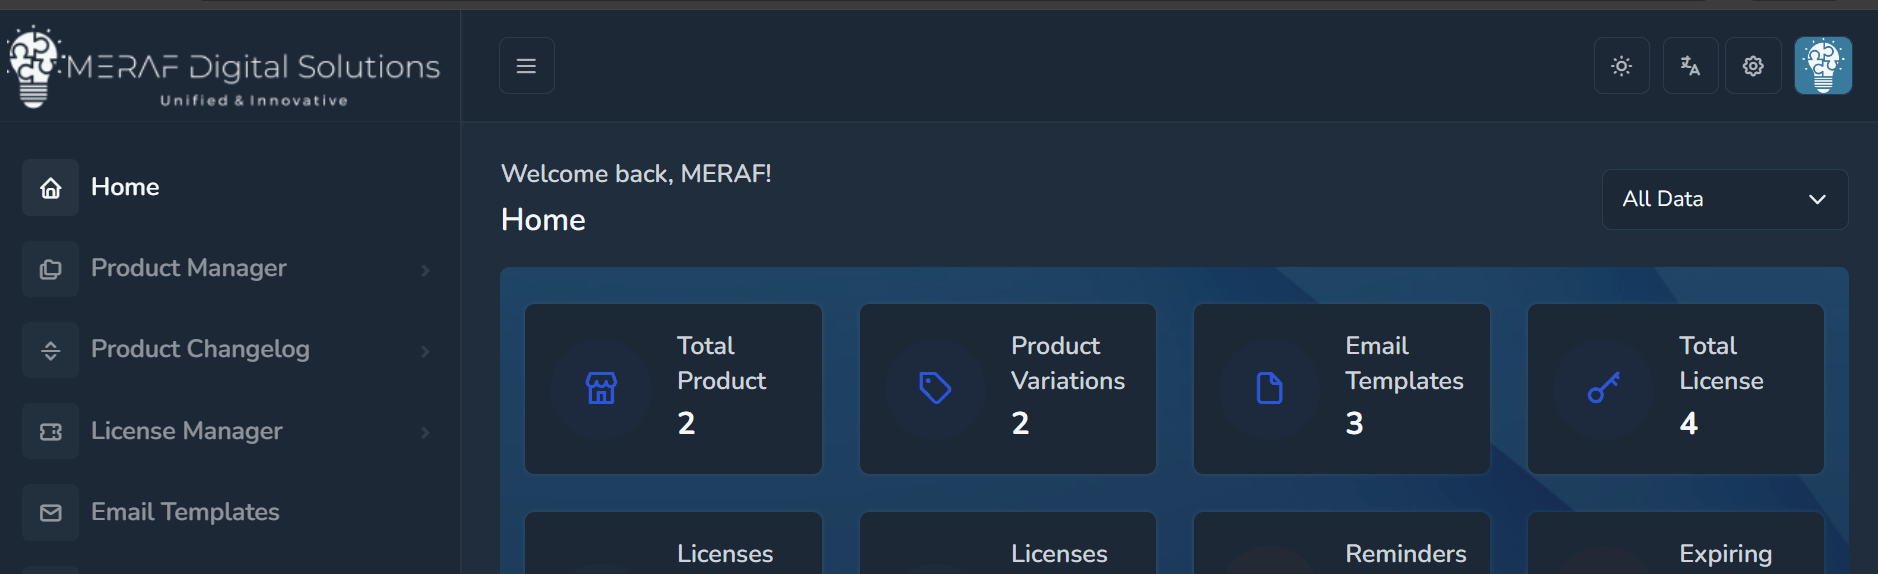 MERAF Digital Solutions
Unified & Innovative
Home
Product Manager
Product Changelog
License Manager
Email Templates
Welcome back, MERAF!
Home
All Data
Total
Product
2
Product
Variations
2
Email
Templates
3
Total
License
4
Licenses
Licenses
Reminders
Expiring